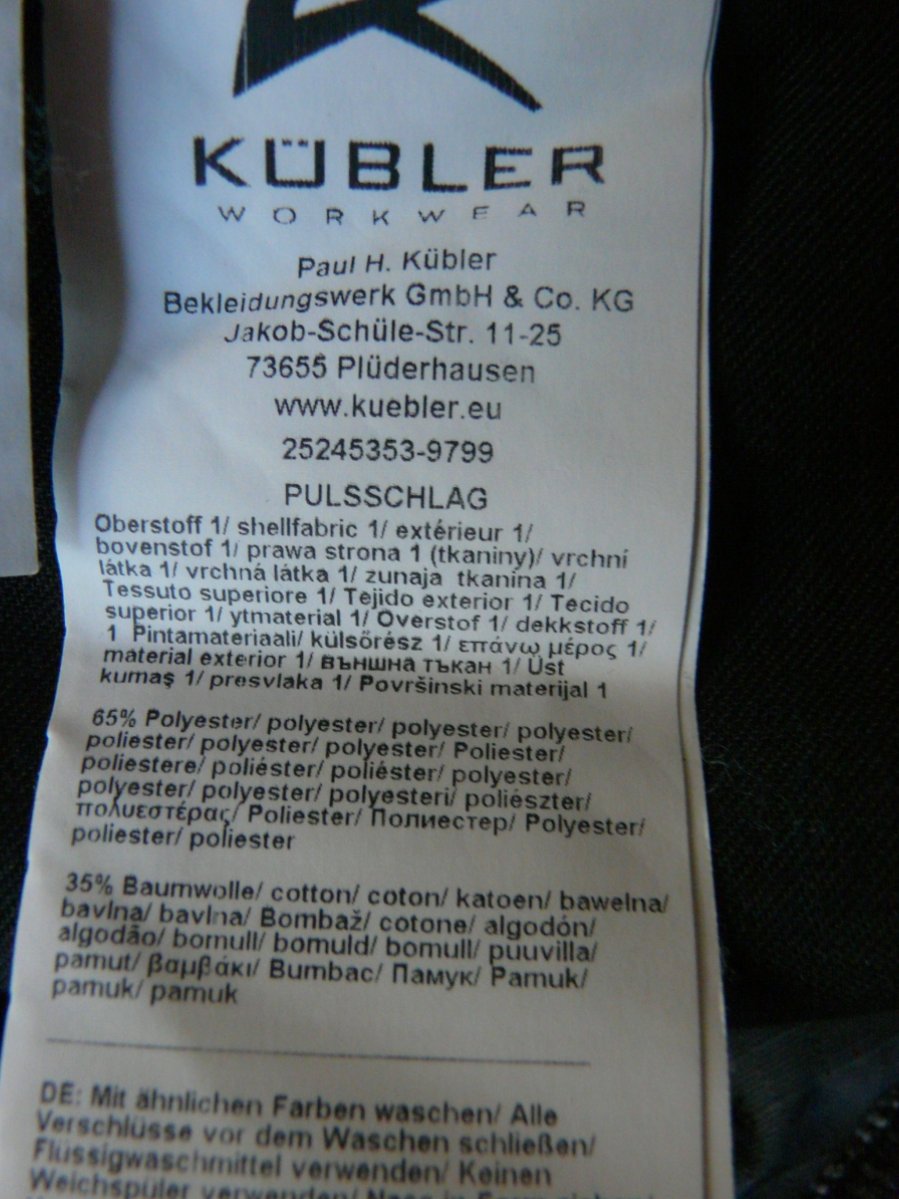 KÜBLER
WORKWEAR
Paul H. Kübler
Bekleidungswerk GmbH & Co. KG
Jakob-Schüle-Str. 11-25
73655 Plüderhausen
www.kuebler.eu
25245353-9799
PULSSCHLAG
Oberstoff 1/ shellfabric 1/ extérieur 1/
bovenstof 1/ prawa strona 1 (tkaniny)/ vrchní
látka 1/ vrchná látka 1/ zunaja tkanina 1/
Tessuto superiore 1/ Tejido exterior 1/ Tecido
superior 1/ ytmaterial 1/ Overstof 1/ dekkstoff 1/
1 Pintamateriaali/ külsőrész 1/ επάνω μέρος 1/
material exterior 1/ външна тъкан 1/ Üst
kumaş 1/ presvlaka 1/ Površinski materijal 1
65% Polyester/ polyester/ polyester/ polyester/
poliester/ polyester/ polyester/ Poliester/
poliestere/ poliéster/ poliéster/ polyester/
polyester/ polyester/ polyesteri/ poliészter/
πολυεστέρας/ Poliester/ Полиестер/ Polyester/
poliester/ poliester
35% Baumwolle/ cotton/ coton/ katoen/ bawelna/
bavlna/ bavlna/ Bombaž/ cotone/ algodón/
algodão/ bomull/ bomuld/ bomull/ puuvilla/
pamut/ βαμβάκι/ Bumbac/ Памук/ Pamuk/
pamuk/ pamuk
DE: Mit ähnlichen Farben waschen/ Alle
Verschlüsse vor dem Waschen schließen/
Flüssigwaschmittel verwenden/ Keinen
Weichspüler verwenden/